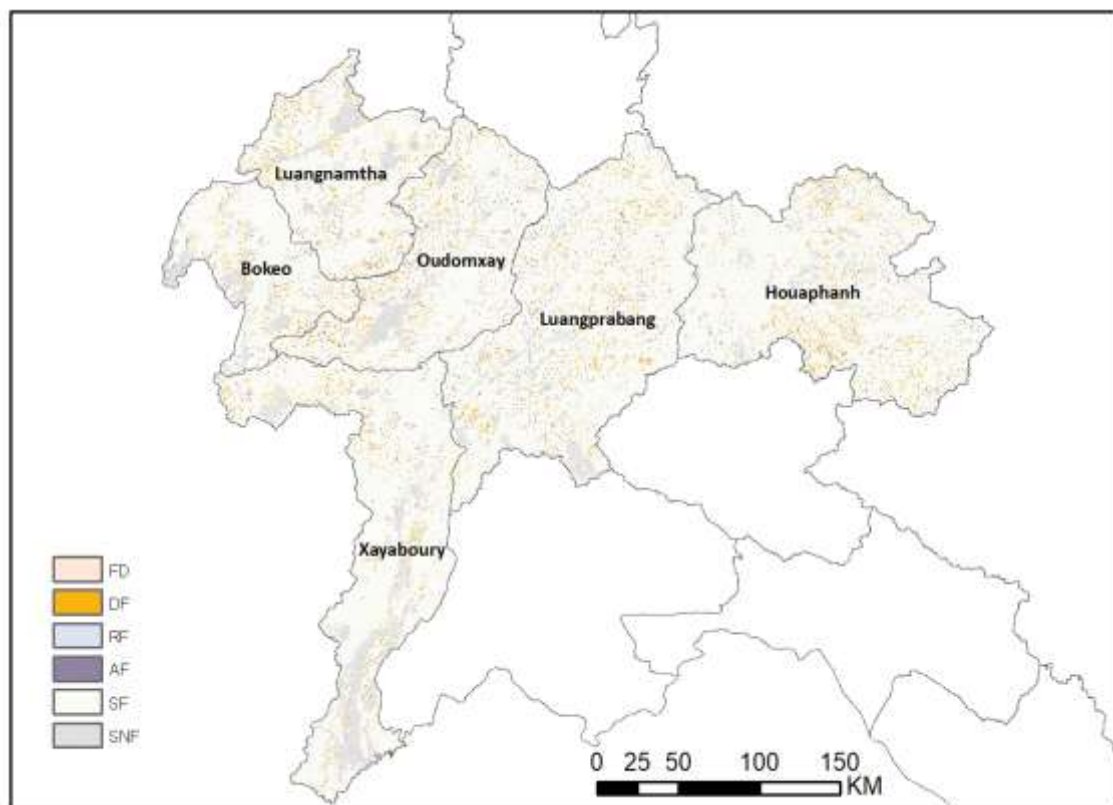 Luangnamtha
Bokeo
Oudomxay
Houaphanh
Luangprabang
Xayaboury
FD
DF
RF
AF
SF
SNF
0 25 50 100 150
KM